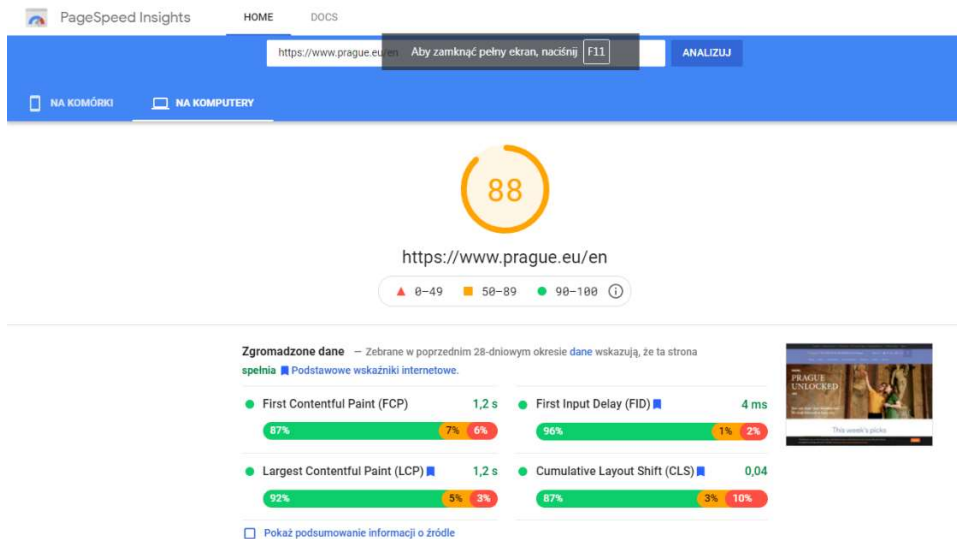 PageSpeed Insights HOME DOCS
https://www.prague.eu/en Aby zamknąć pełny ekran, naciśnij F11 ANALIZUJ
NA KOMÓRKI NA KOMPUTERY
88
https://www.prague.eu/en
0–49 50–89 90–100
Zgromadzone dane — Zebrane w poprzednim 28-dniowym okresie dane wskazują, że ta strona
spełnia Podstawowe wskaźniki internetowe.
First Contentful Paint (FCP) 1,2 s First Input Delay (FID) 4 ms
87% 7% 6% 96% 1% 2%
Largest Contentful Paint (LCP) 1,2 s Cumulative Layout Shift (CLS) 0,04
92% 5% 3% 87% 3% 10%
Pokaż podsumowanie informacji o źródle
PRAGUE
UNLOCKED
This week's picks